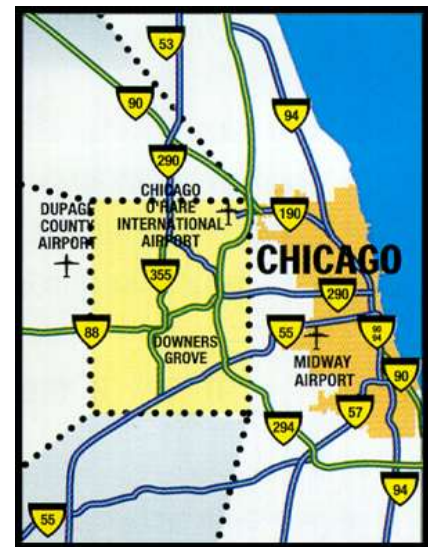 53
90
94
290
CHICAGO
O'HARE
INTERNATIONAL
AIRPORT
DUPAGE
COUNTY
AIRPORT
190
CHICAGO
355
290
88
55
90
94
DOWNERS
GROVE
MIDWAY
AIRPORT
90
57
294
94
55